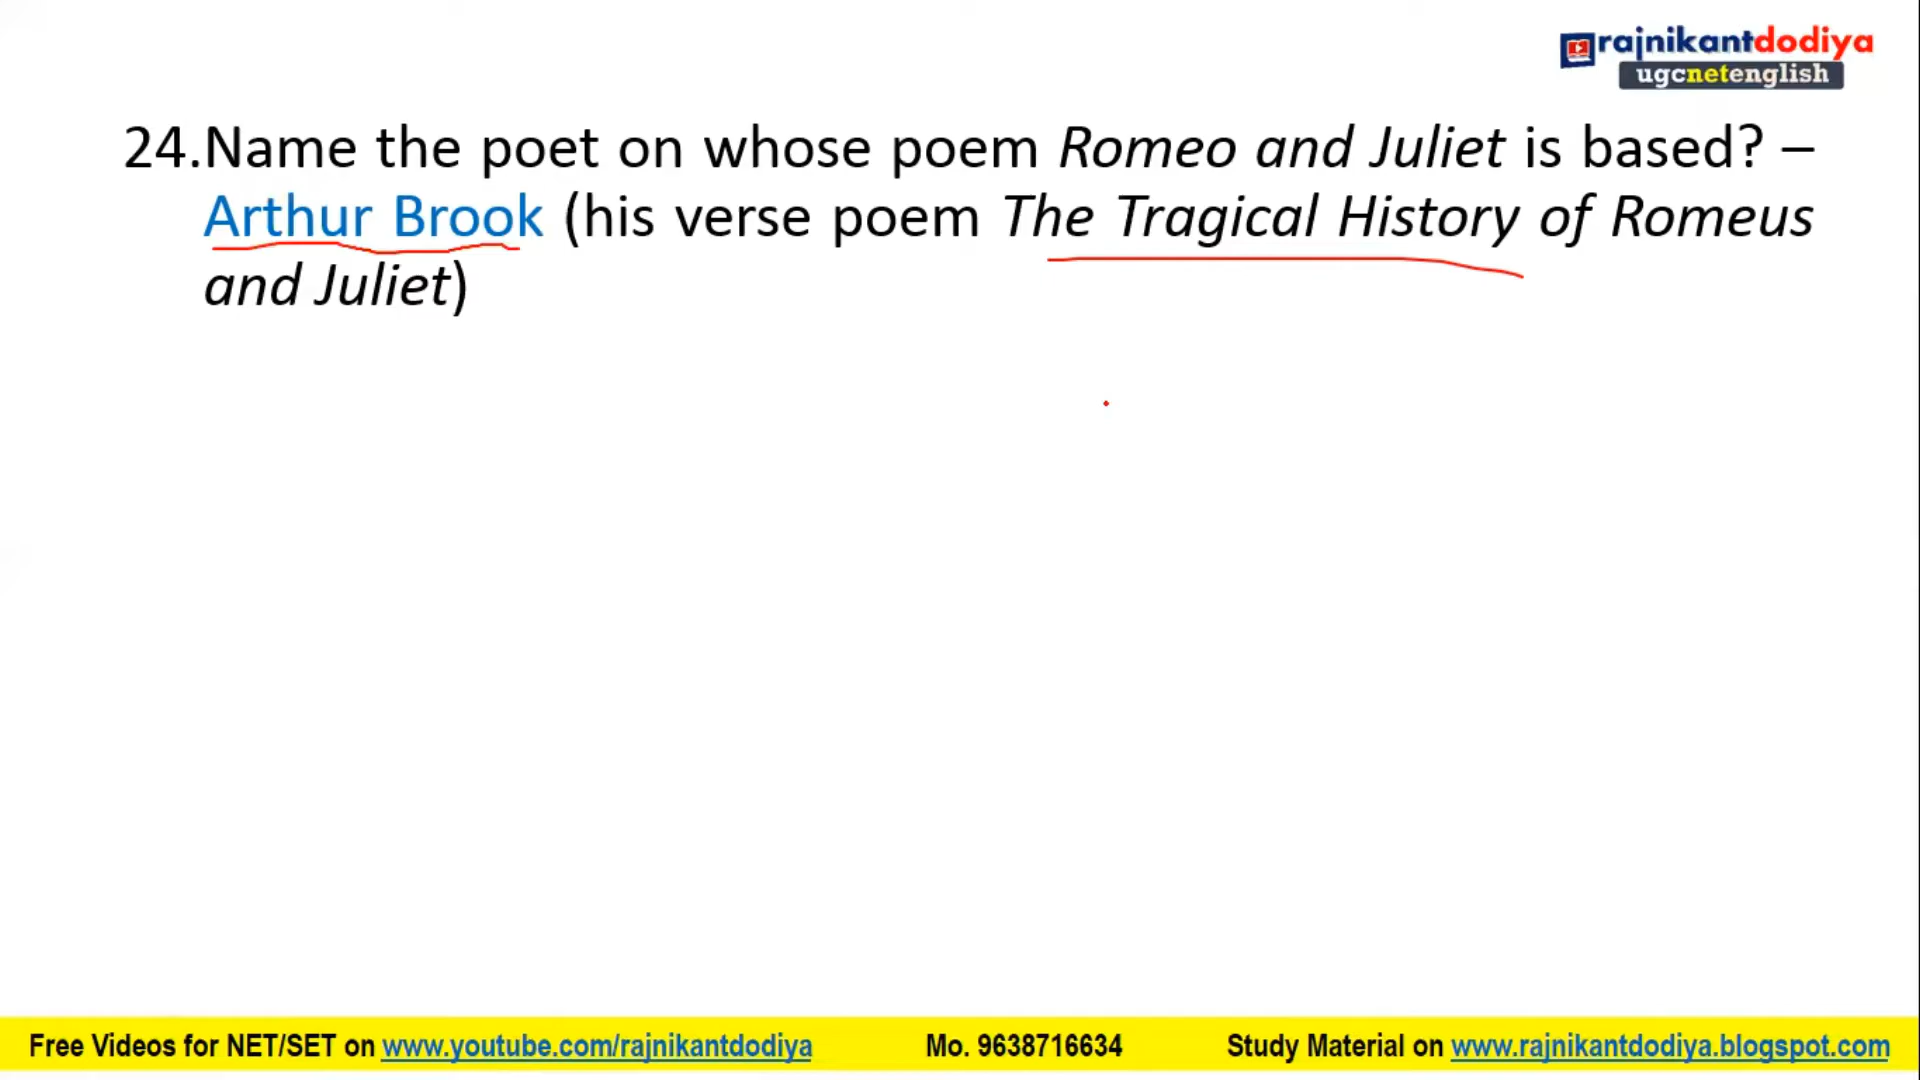 rajnikantdodiya
ugcnetenglish
24.Name the poet on whose poem Romeo and Juliet is based? –
Arthur Brook (his verse poem The Tragical History of Romeus
and Juliet)
Free Videos for NET/SET on www.youtube.com/rajnikantdodiya Mo. 9638716634 Study Material on www.rajnikantdodiya.blogspot.com